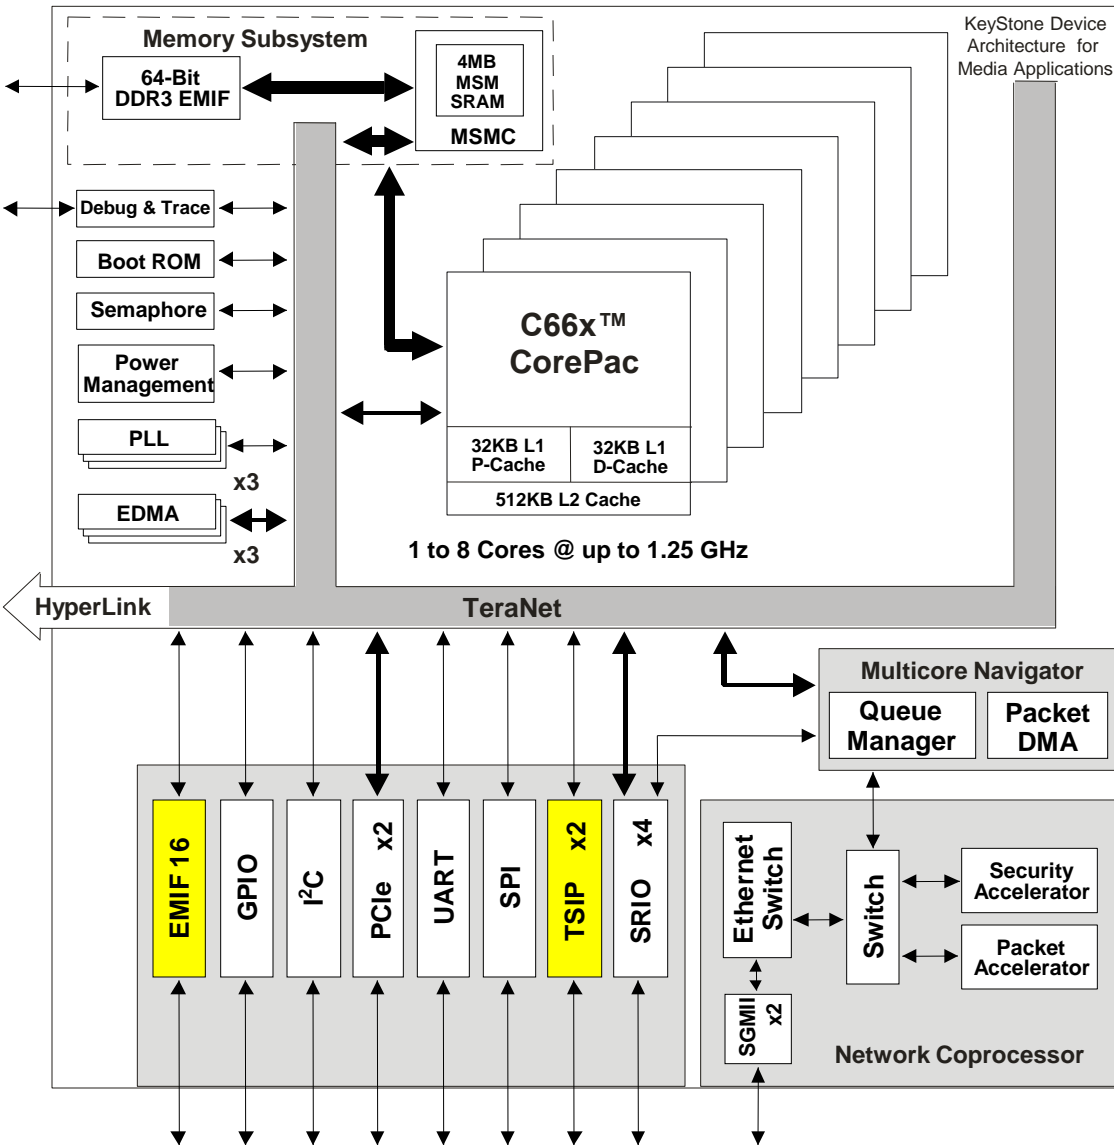 KeyStone Device
Architecture for
Media Applications
Memory Subsystem
64-Bit
DDR3 EMIF
4MB
MSM
SRAM
MSMC
Debug & Trace
Boot ROM
Semaphore
Power
Management
PLL
x3
EDMA
x3
C66x™
CorePac
32KB L1
P-Cache
32KB L1
D-Cache
512KB L2 Cache
1 to 8 Cores @ up to 1.25 GHz
HyperLink
TeraNet
Multicore Navigator
Queue
Manager
Packet
DMA
EMIF 16
GPIO
I²C
PCIe x2
UART
SPI
TSIP x2
SRIO x4
Ethernet
Switch
Switch
Security
Accelerator
Packet
Accelerator
SGMII
x2
Network Coprocessor